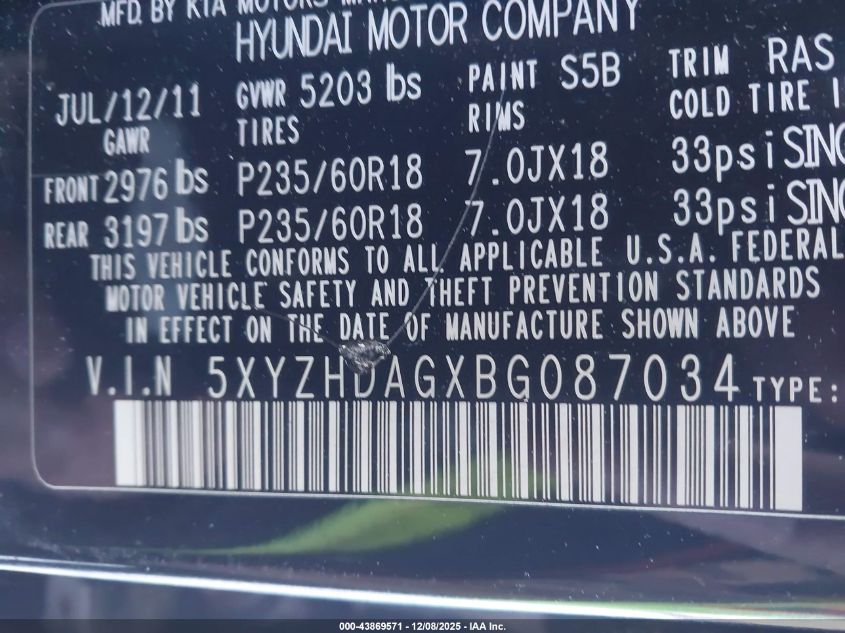 MFD. BY KIA MOTORS
HYUNDAI MOTOR COMPANY
JUL/12/11 GVWR 5203 lbs PAINT S5B TRIM RAS
GAWR TIRES RIMS COLD TIRE
FRONT 2976 lbs P235/60R18 7.0JX18 33psi SING
REAR 3197 lbs P235/60R18 7.0JX18 33psi SING
THIS VEHICLE CONFORMS TO ALL APPLICABLE U.S.A. FEDERAL
MOTOR VEHICLE SAFETY AND THEFT PREVENTION STANDARDS
IN EFFECT ON THE DATE OF MANUFACTURE SHOWN ABOVE
V.I.N 5XYZHDAGXBG087034 TYPE:
000-43869571 - 12/08/2025 - IAA Inc.